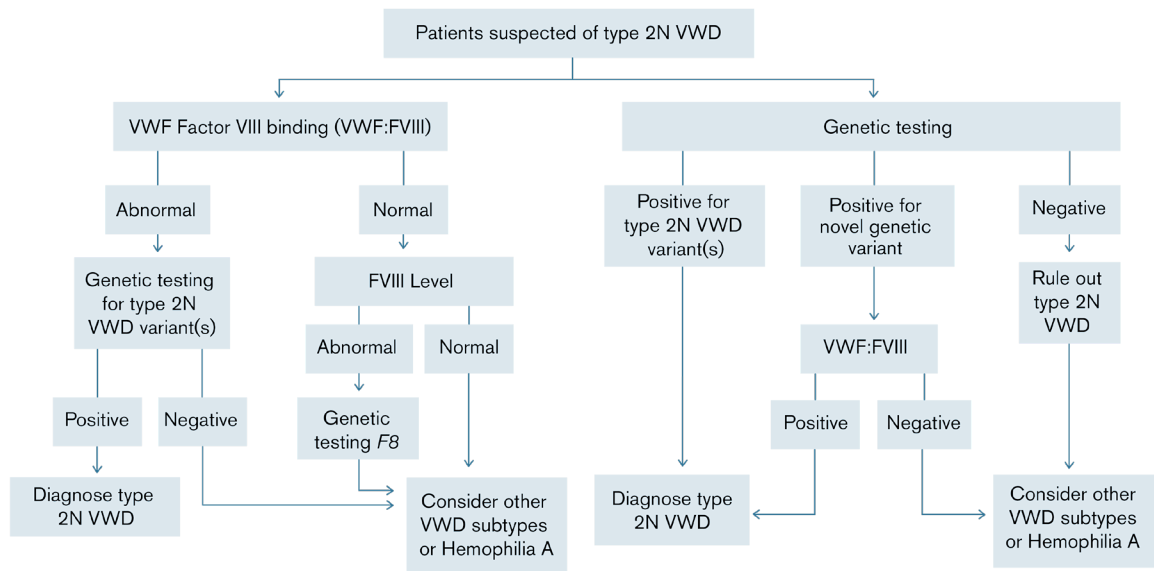 Patients suspected of type 2N VWD
VWF Factor VIII binding (VWF:FVIII)
Genetic testing
Abnormal
Normal
Positive for
type 2N VWD
variant(s)
Positive for
novel genetic
variant
Negative
Genetic testing
for type 2N
VWD variant(s)
FVIII Level
Rule out
type 2N
VWD
Abnormal
Normal
VWF:FVIII
Positive
Negative
Genetic
testing F8
Positive
Negative
Diagnose type
2N VWD
Consider other
VWD subtypes
or Hemophilia A
Diagnose type
2N VWD
Consider other
VWD subtypes
or Hemophilia A